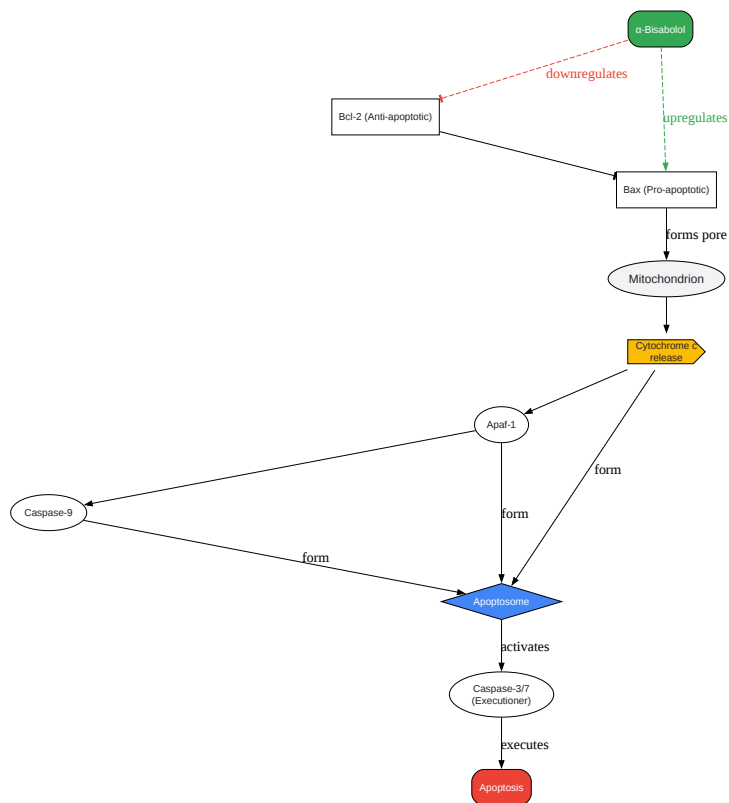 α-Bisabolol
downregulates
Bcl-2 (Anti-apoptotic)
upregulates
Bax (Pro-apoptotic)
forms pore
Mitochondrion
Cytochrome c
release
Apaf-1
form
Caspase-9
form
form
Apoptosome
activates
Caspase-3/7
(Executioner)
executes
Apoptosis